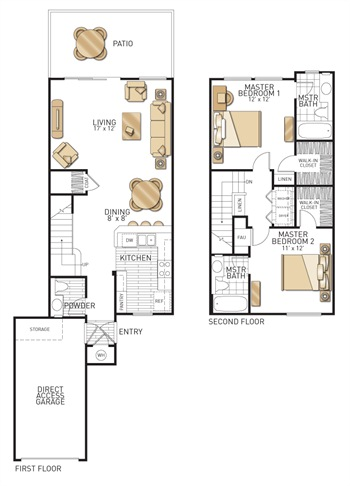 PATIO
LIVING
17' x 12'
DINING
8' x 8'
UP
DW
KITCHEN
PANTRY
REF.
POWDER
ENTRY
WH
STORAGE
DIRECT
ACCESS
GARAGE
FIRST FLOOR
MASTER
BEDROOM 1
12' x 12'
MSTR
BATH
WALK-IN
CLOSET
LINEN
DN
LINEN
WASHER
DRYER
WALK-IN
CLOSET
FAU
MASTER
BEDROOM 2
11' x 12'
MSTR
BATH
SECOND FLOOR